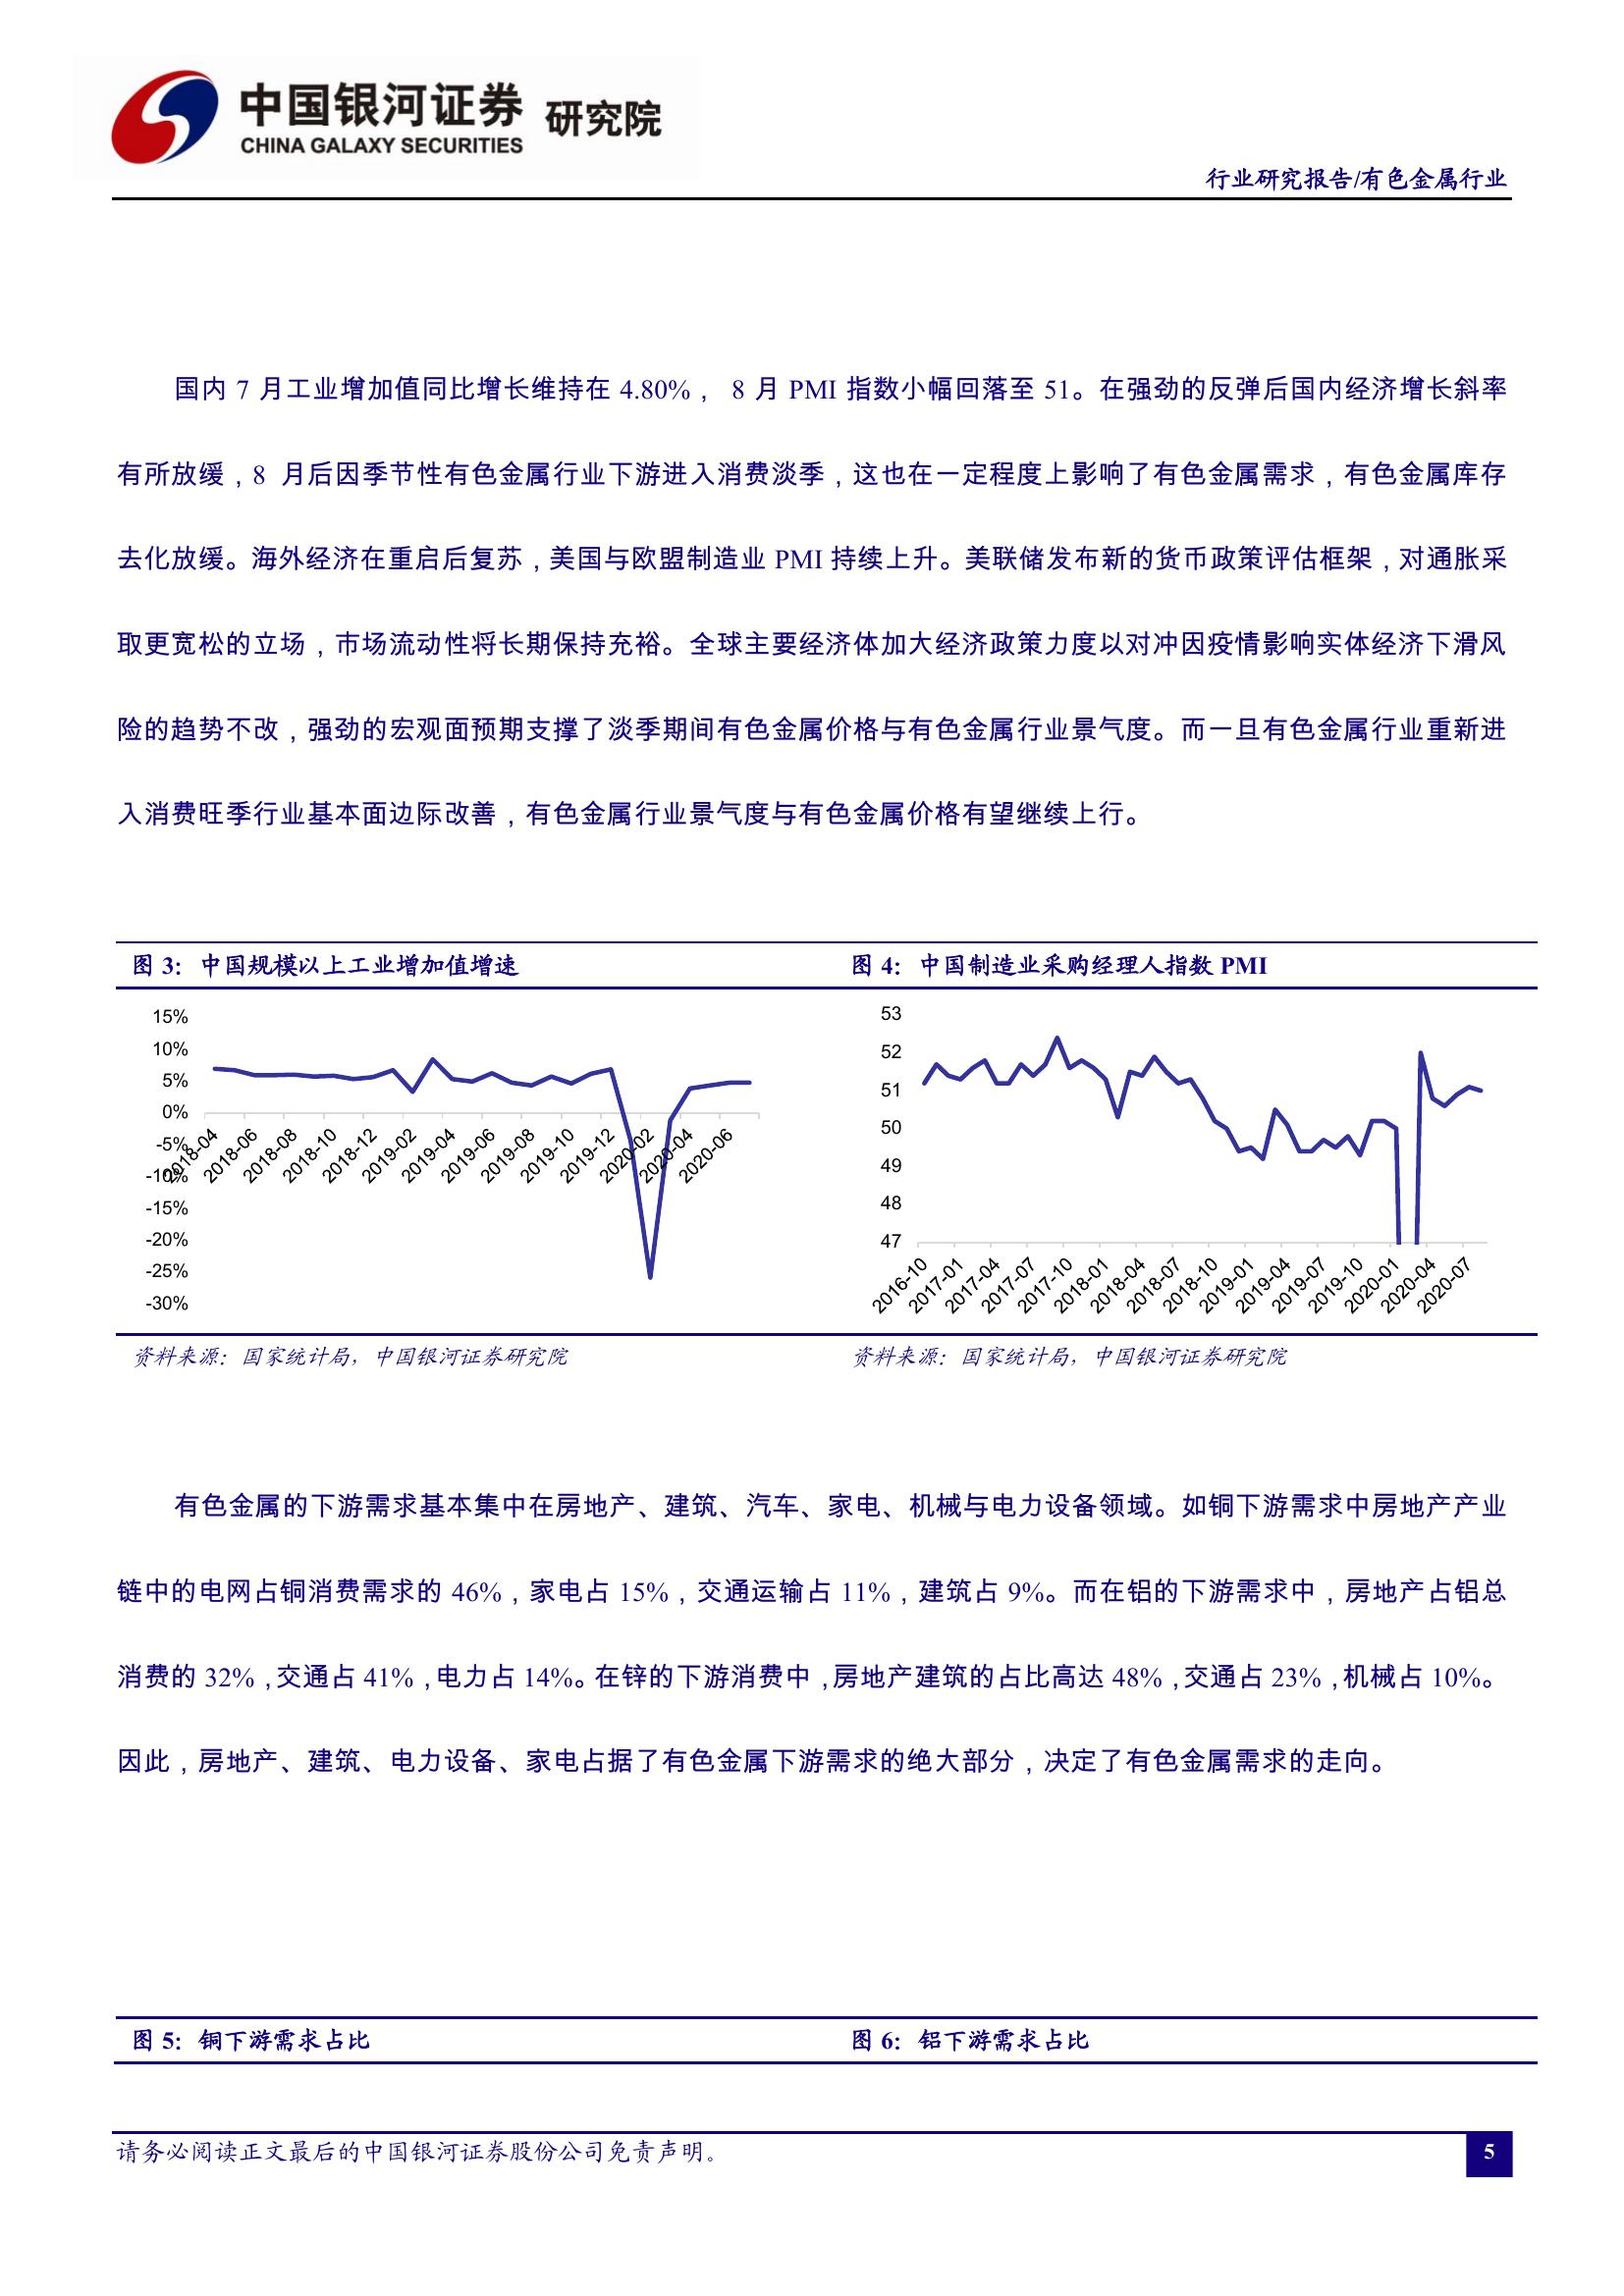 中国银河证券 研究院
CHINA GALAXY SECURITIES
行业研究报告/有色金属行业
国内 7 月工业增加值同比增长维持在 4.80%， 8 月 PMI 指数小幅回落至 51。在强劲的反弹后国内经济增长斜率
有所放缓，8 月后因季节性有色金属行业下游进入消费淡季，这也在一定程度上影响了有色金属需求，有色金属库存
去化放缓。海外经济在重启后复苏，美国与欧盟制造业 PMI 持续上升。美联储发布新的货币政策评估框架，对通胀采
取更宽松的立场，市场流动性将长期保持充裕。全球主要经济体加大经济政策力度以对冲因疫情影响实体经济下滑风
险的趋势不改，强劲的宏观面预期支撑了淡季期间有色金属价格与有色金属行业景气度。而一旦有色金属行业重新进
入消费旺季行业基本面边际改善，有色金属行业景气度与有色金属价格有望继续上行。
图 3：中国规模以上工业增加值增速
15%
10%
5%
0%
-5%
-10%
-15%
-20%
-25%
-30%
2018-04
2018-06
2018-08
2018-10
2018-12
2019-02
2019-04
2019-06
2019-08
2019-10
2019-12
2020-02
2020-04
2020-06
图 4：中国制造业采购经理人指数 PMI
53
52
51
50
49
48
47
2016-10
2017-01
2017-04
2017-07
2017-10
2018-01
2018-04
2018-07
2018-10
2019-01
2019-04
2019-07
2019-10
2020-01
2020-04
2020-07
资料来源：国家统计局，中国银河证券研究院
资料来源：国家统计局，中国银河证券研究院
有色金属的下游需求基本集中在房地产、建筑、汽车、家电、机械与电力设备领域。如铜下游需求中房地产产业
链中的电网占铜消费需求的 46%，家电占 15%，交通运输占 11%，建筑占 9%。而在铝的下游需求中，房地产占铝总
消费的 32%，交通占 41%，电力占 14%。在锌的下游消费中，房地产建筑的占比高达 48%，交通占 23%，机械占 10%。
因此，房地产、建筑、电力设备、家电占据了有色金属下游需求的绝大部分，决定了有色金属需求的走向。
图 5：铜下游需求占比
图 6：铝下游需求占比
请务必阅读正文最后的中国银河证券股份公司免责声明。
5